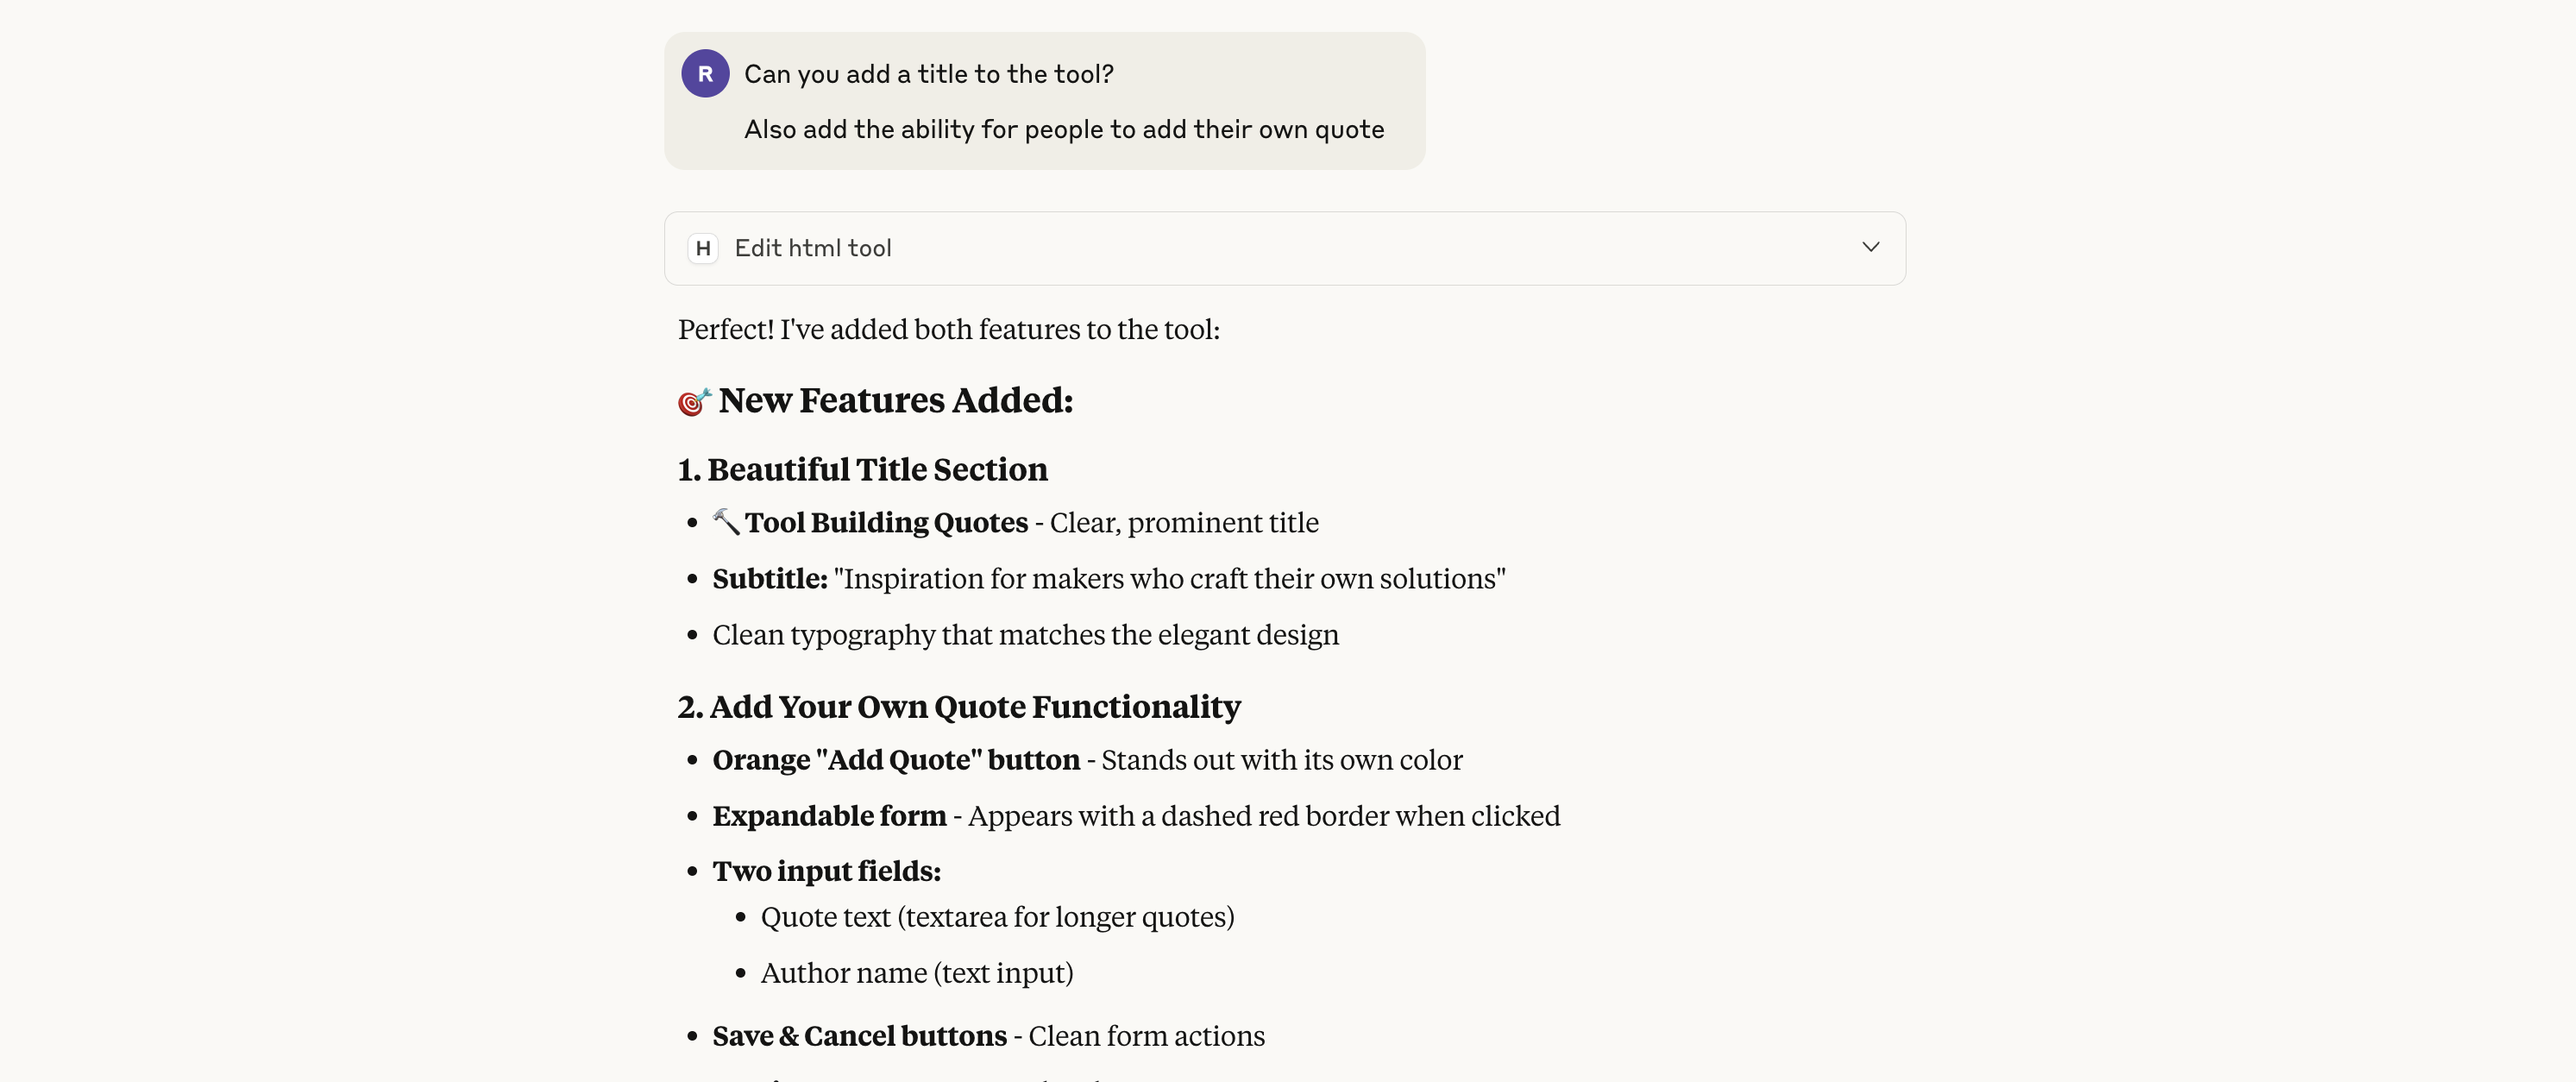 R
Can you add a title to the tool?
Also add the ability for people to add their own quote
H
Edit html tool
Perfect! I've added both features to the tool:
🎯 New Features Added:
1. Beautiful Title Section
• 🔨 Tool Building Quotes - Clear, prominent title
• Subtitle: "Inspiration for makers who craft their own solutions"
• Clean typography that matches the elegant design
2. Add Your Own Quote Functionality
• Orange "Add Quote" button - Stands out with its own color
• Expandable form - Appears with a dashed red border when clicked
• Two input fields:
• Quote text (textarea for longer quotes)
• Author name (text input)
• Save & Cancel buttons - Clean form actions